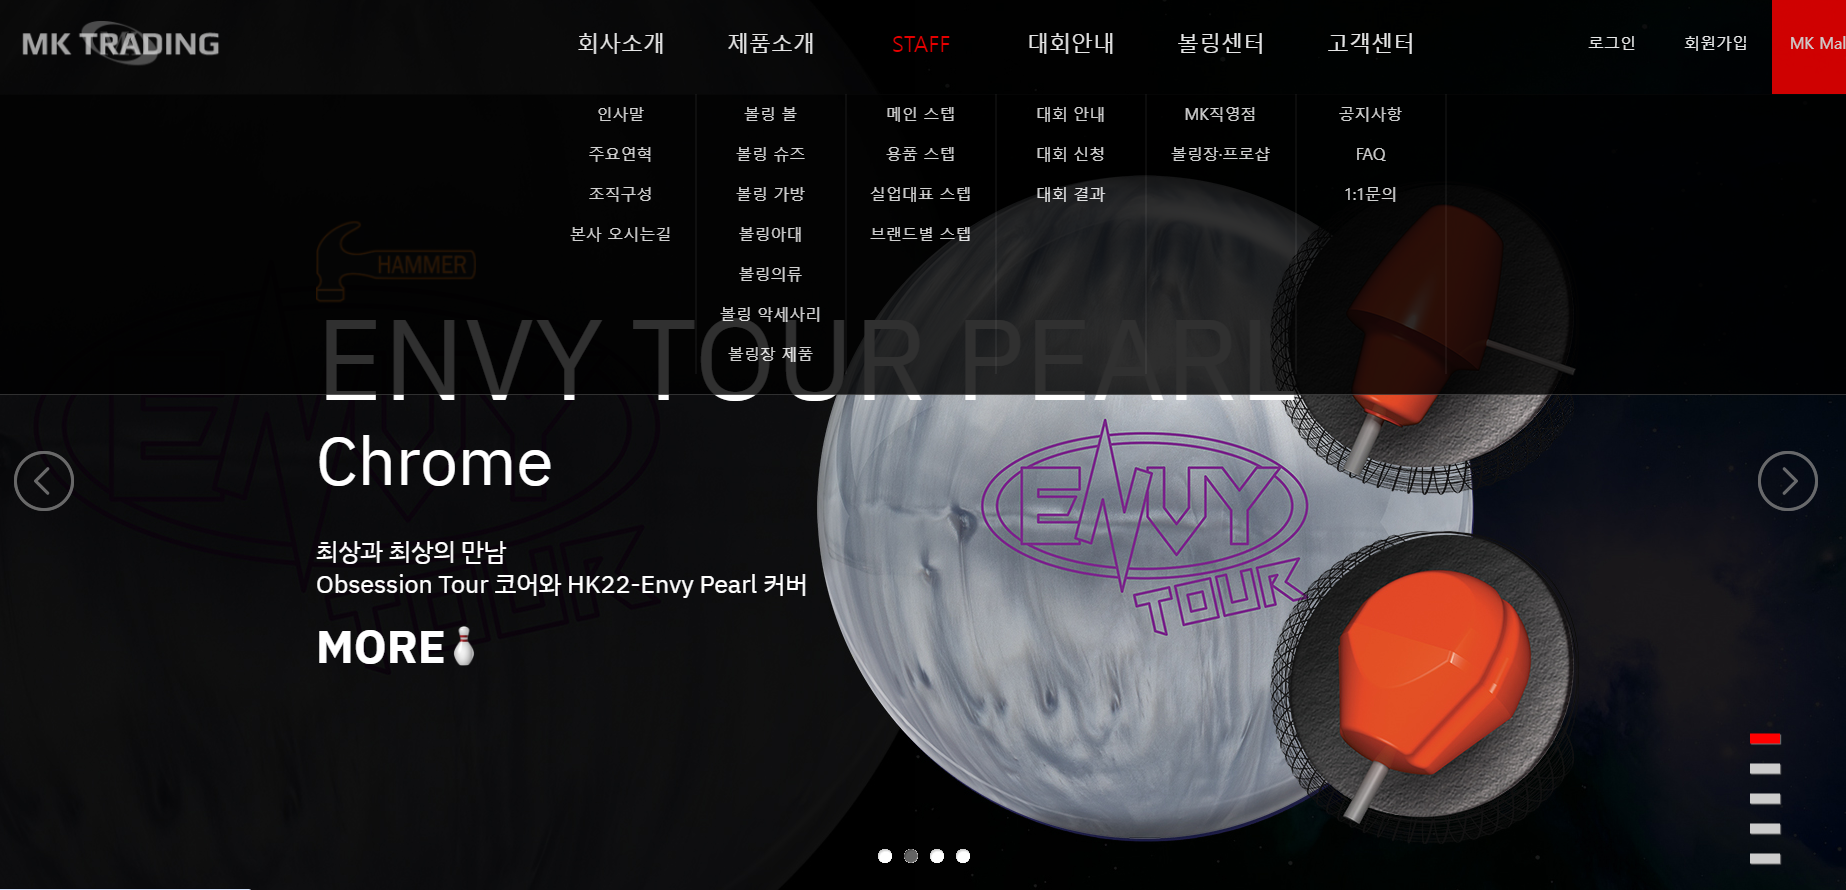 MK TRADING
회사소개
제품소개
STAFF
대회안내
볼링센터
고객센터
로그인
회원가입
MK Mal
인사말
주요연혁
조직구성
본사 오시는길
볼링 볼
볼링 슈즈
볼링 가방
볼링아대
볼링의류
볼링 악세사리
볼링장 제품
메인 스텝
용품 스텝
실업대표 스텝
브랜드별 스텝
대회 안내
대회 신청
대회 결과
MK직영점
볼링장·프로샵
공지사항
FAQ
1:1문의
HAMMER
ENVY TOUR PEARL
Chrome
최상과 최상의 만남
Obsession Tour 코어와 HK22-Envy Pearl 커버
MORE
ENVY
TOUR
ENVY
TOUR